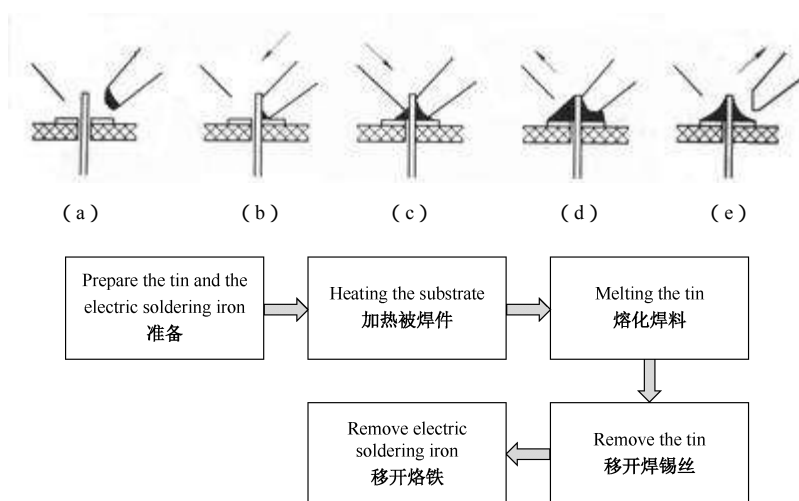 (a)
(b)
(c)
(d)
(e)
Prepare the tin and the
electric soldering iron
准备
Heating the substrate
加热被焊件
Melting the tin
熔化焊料
Remove the tin
移开焊锡丝
Remove electric
soldering iron
移开烙铁